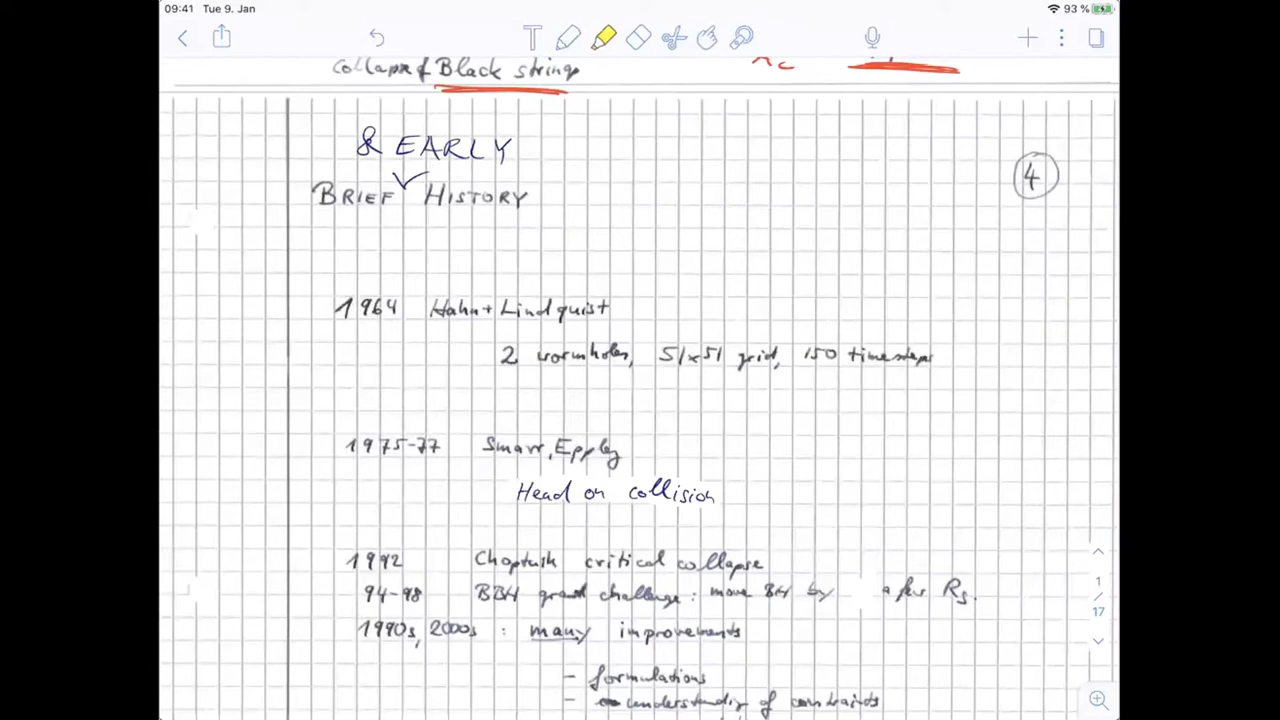 09:41 Tue 9. Jan
93 %
Collapse of Black strings
& EARLY
BRIEF HISTORY
4
1964 Hahn + Lindquist
2 wormholes, 51x51 grid, 150 timesteps
1975-77 Smarr, Eppley
Head on collision
1992 Choptuik critical collapse
94-98 BBH grand challenge: move BH by a few Rs.
1990s, 2000s : many improvements
- formulations
- understanding of constraints
1
/
17